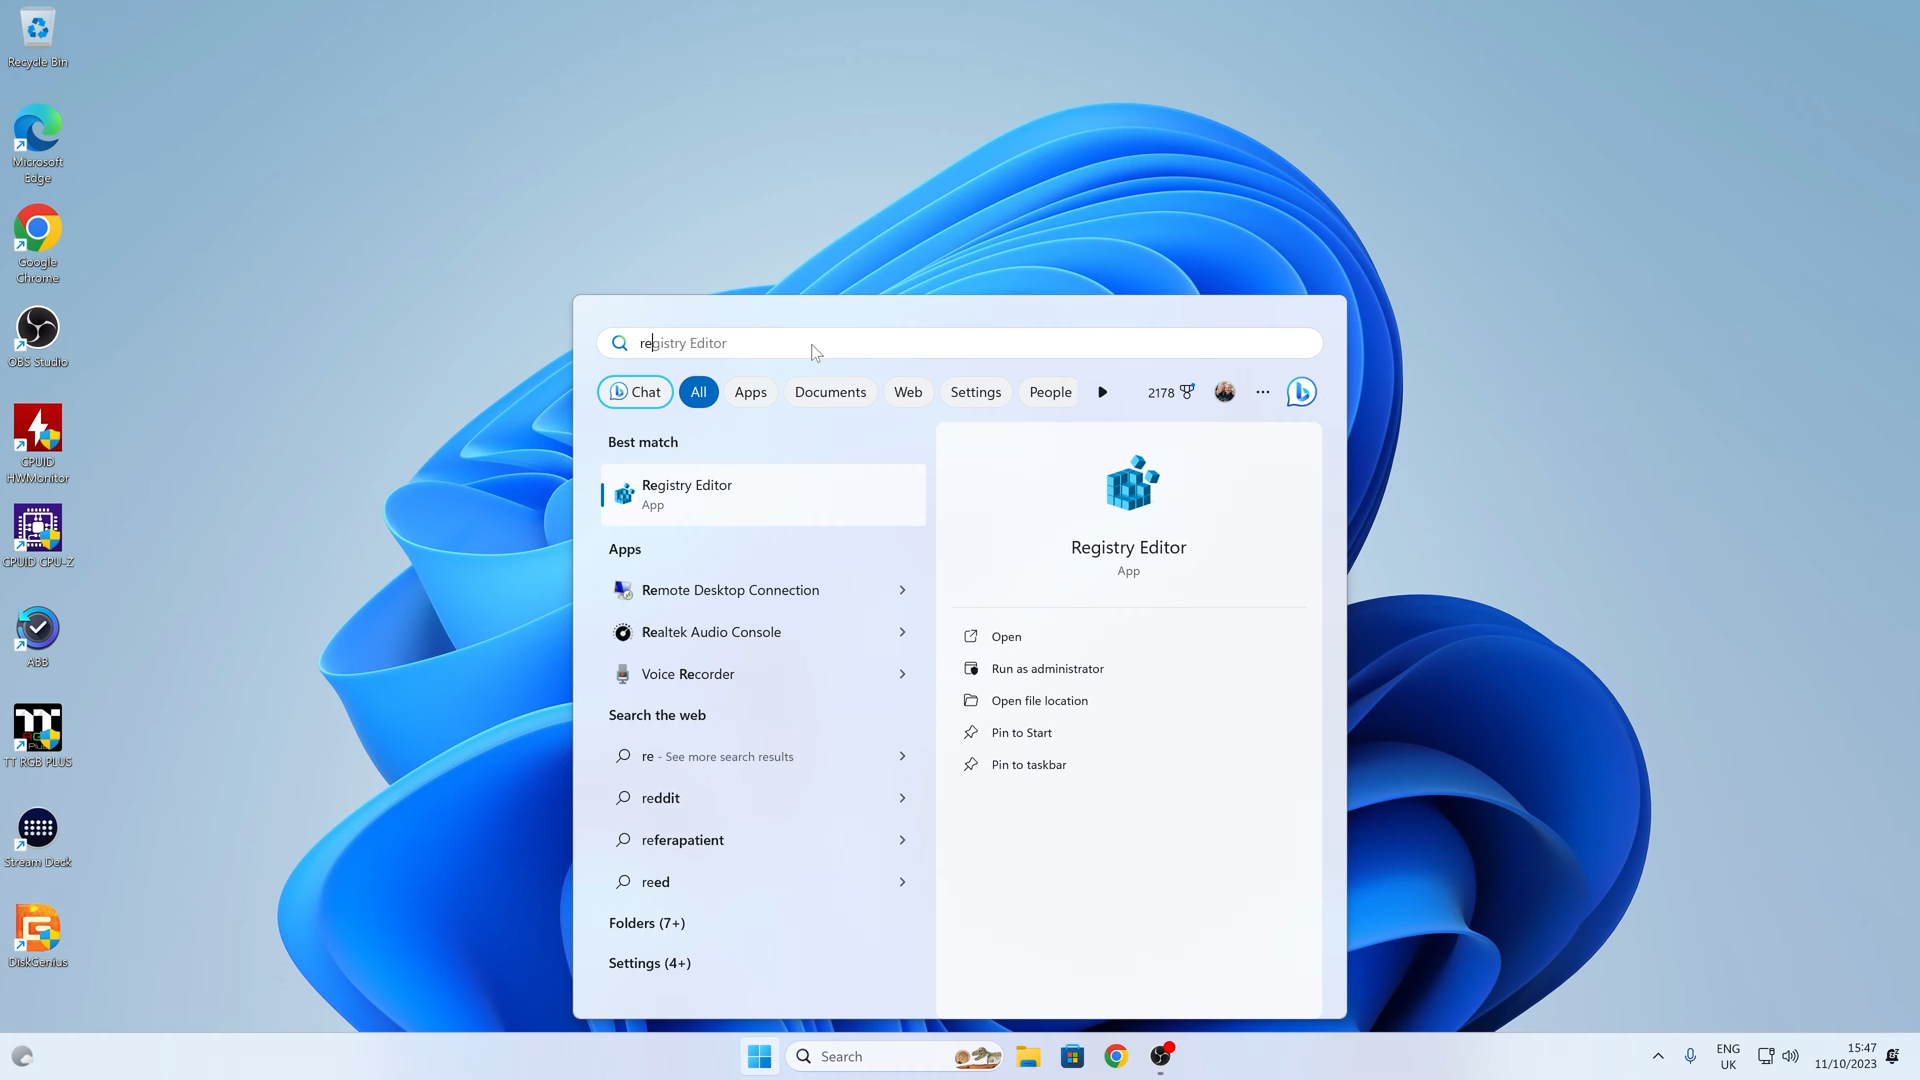 Recycle Bin
Microsoft
Edge
Google
Chrome
OBS Studio
CPUID
HWMonitor
CPUID CPU-Z
ABB
TT RGB PLUS
Stream Deck
DiskGenius
registry Editor
Chat
All
Apps
Documents
Web
Settings
People
2178
Best match
Registry Editor
App
Apps
Remote Desktop Connection
Realtek Audio Console
Voice Recorder
Search the web
re - See more search results
reddit
referapatient
reed
Folders (7+)
Settings (4+)
Registry Editor
App
Open
Run as administrator
Open file location
Pin to Start
Pin to taskbar
Search
ENG
UK
15:47
11/10/2023